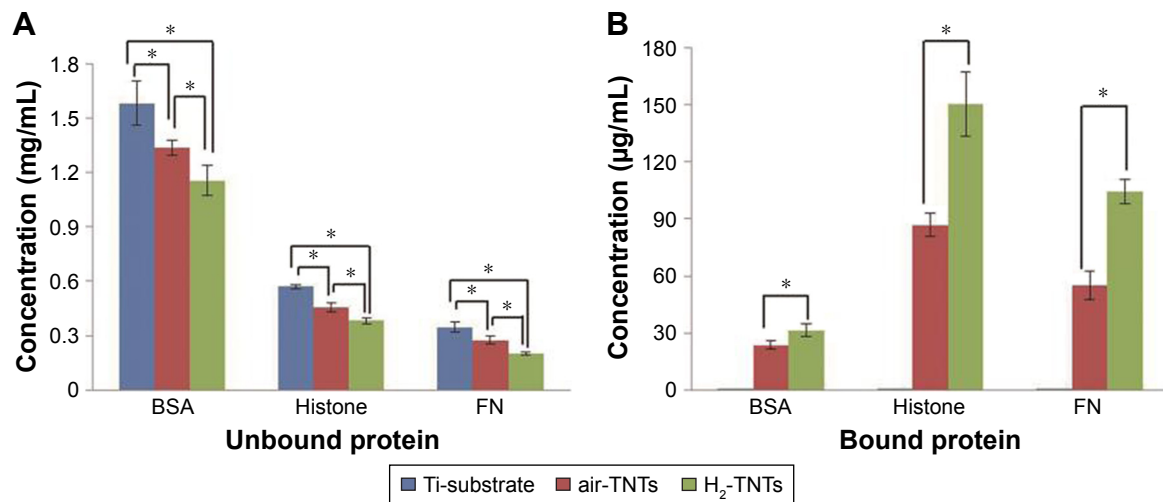 A
Concentration (mg/mL)
1.8
1.5
1.2
0.9
0.6
0.3
0
*
*
*
*
*
*
*
*
*
BSA
Histone
FN
Unbound protein
B
Concentration (µg/mL)
180
150
120
90
60
30
0
*
*
*
BSA
Histone
FN
Bound protein
Ti-substrate air-TNTs H₂-TNTs